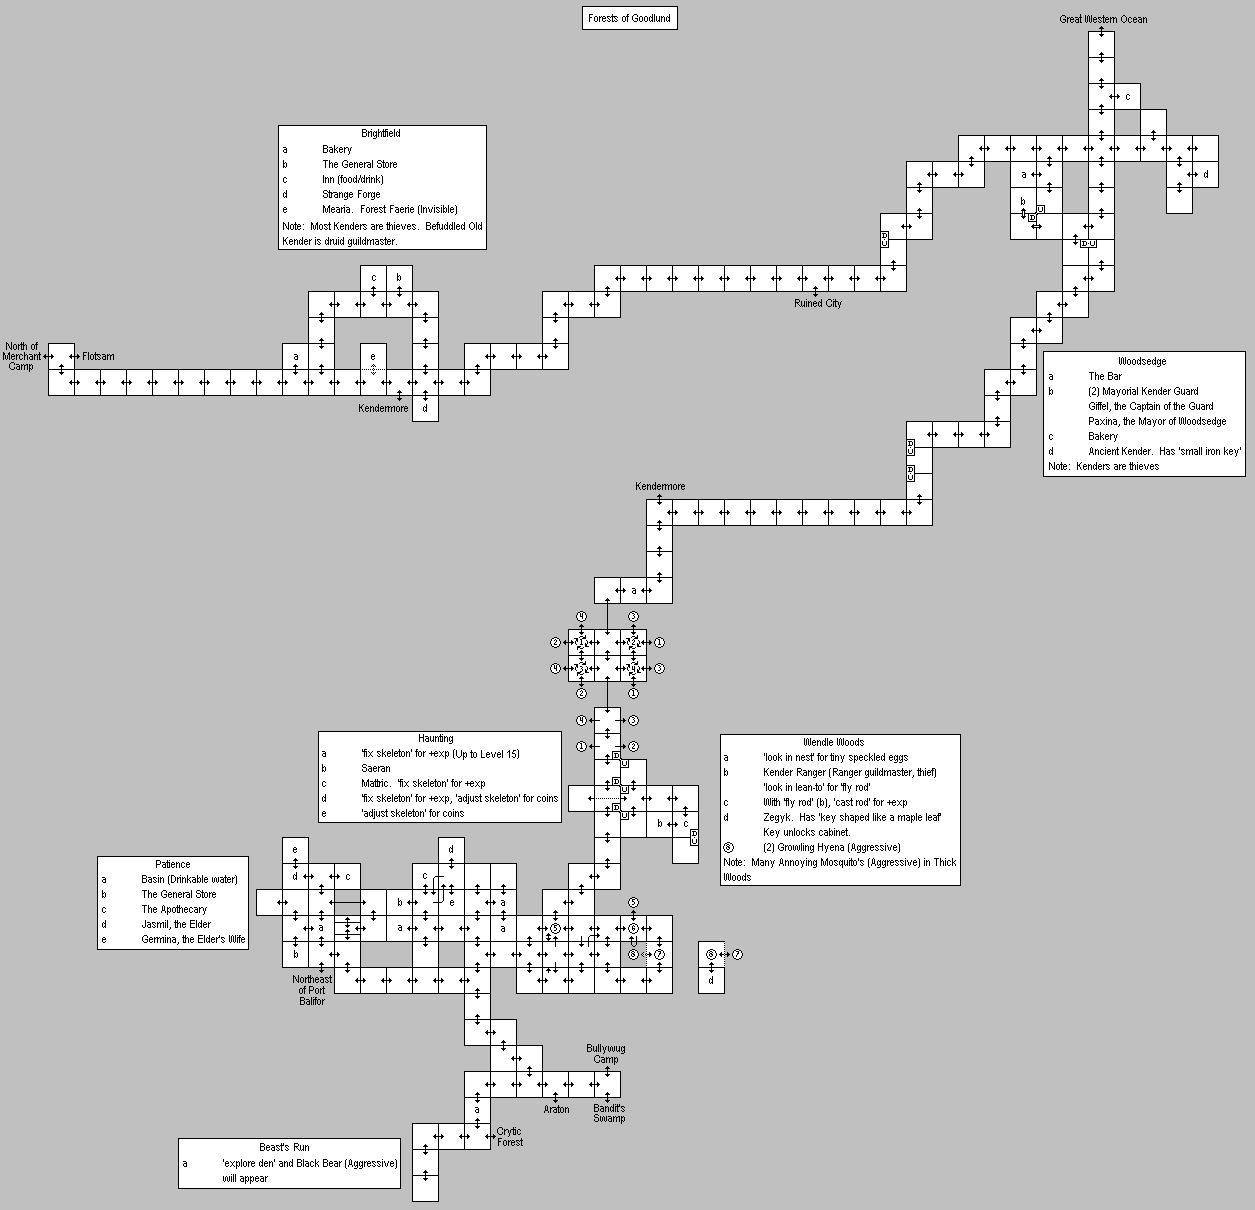 Forests of Goodlund
Great Western Ocean
c
a
d
b
U
D
D
U
D
U
Brightfield
a Bakery
b The General Store
c Inn (food/drink)
d Strange Forge
e Mearia. Forest Faerie (Invisible)
Note: Most Kenders are thieves. Befuddled Old
Kender is druid guildmaster.
c b
Ruined City
North of
Merchant
Camp
Flotsam
a
e
Kendermore
d
Woodsedge
a The Bar
b (2) Mayorial Kender Guard
Giffel, the Captain of the Guard
Paxina, the Mayor of Woodsedge
c Bakery
d Ancient Kender. Has 'small iron key'
Note: Kenders are thieves
D
U
D
U
Kendermore
a
4 3
2 1 2 1
4 3 4 3
2 1
4 3
1 2
D
U
D
U
D
U
b c
D
U
Haunting
a 'fix skeleton' for +exp (Up to Level 15)
b Saeran
c Mattric. 'fix skeleton' for +exp
d 'fix skeleton' for +exp, 'adjust skeleton' for coins
e 'adjust skeleton' for coins
Wendle Woods
a 'look in nest' for tiny speckled eggs
b Kender Ranger (Ranger guildmaster, thief)
'look in lean-to' for 'fly rod'
c With 'fly rod' (b), 'cast rod' for +exp
d Zegyk. Has 'key shaped like a maple leaf'
Key unlocks cabinet.
8 (2) Growling Hyena (Aggressive)
Note: Many Annoying Mosquito's (Aggressive) in Thick
Woods
Patience
a Basin (Drinkable water)
b The General Store
c The Apothecary
d Jasmil, the Elder
e Germina, the Elder's Wife
e d
d c c
b e a 5
a a a 5 6
b 8 7 8 7
d
Northeast
of Port
Balifor
Bullywug
Camp
Araton
Bandit's
Swamp
a
Crytic
Forest
Beast's Run
a 'explore den' and Black Bear (Aggressive)
will appear